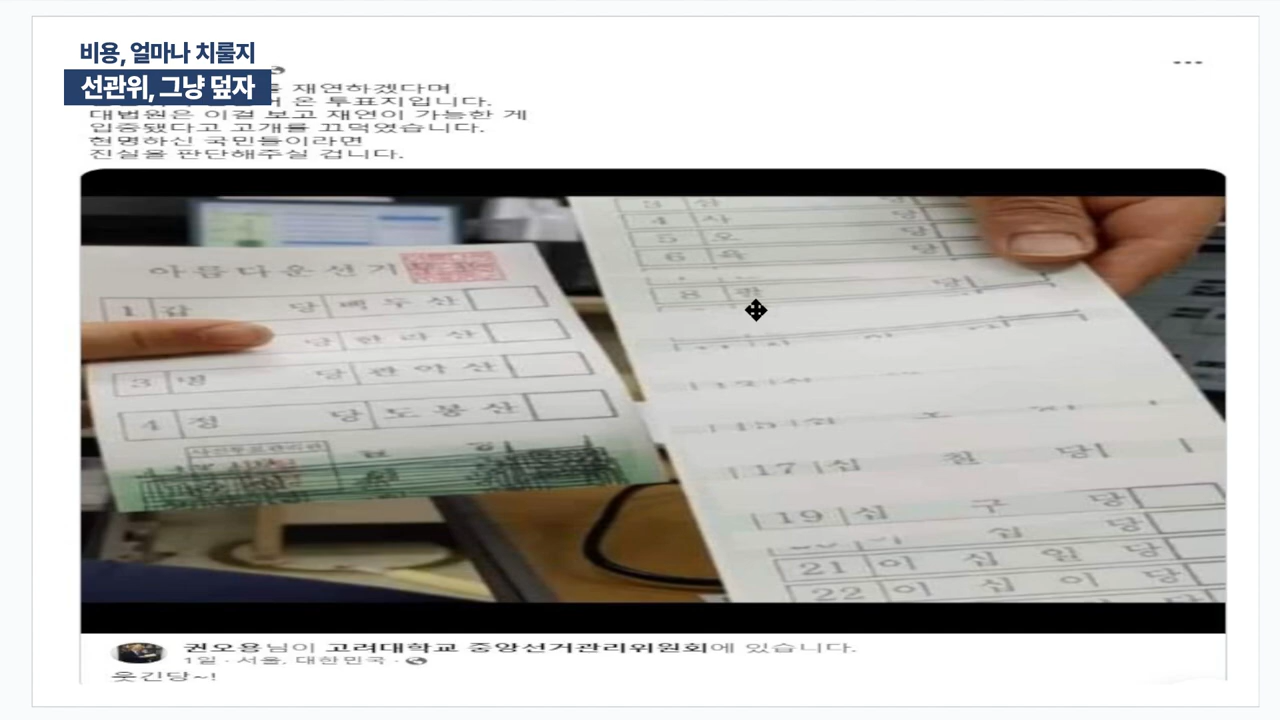 비용, 얼마나 치룰지
선관위, 그냥 덮자
를 재연하겠다며
온 투표지입니다.
대법원은 이걸 보고 재연이 가능한 게
입증됐다고 고개를 끄덕였습니다.
현명하신 국민들이라면
진실을 판단해주실 겁니다.
아름다운선거
1 갑 당 백두산
당 한라산
3 병 당 관악산
4 정 당 도봉산
사전투표관리관
4 사 당
5 오 당
6 육 당
8 팔 당
17 십 칠 당
19 십 구 당
십 당
21 이 십 일 당
22 이 십 이 당
권오용님이 고려대학교 중앙선거관리위원회에 있습니다.
1일 · 서울, 대한민국 ·
웃긴당~!